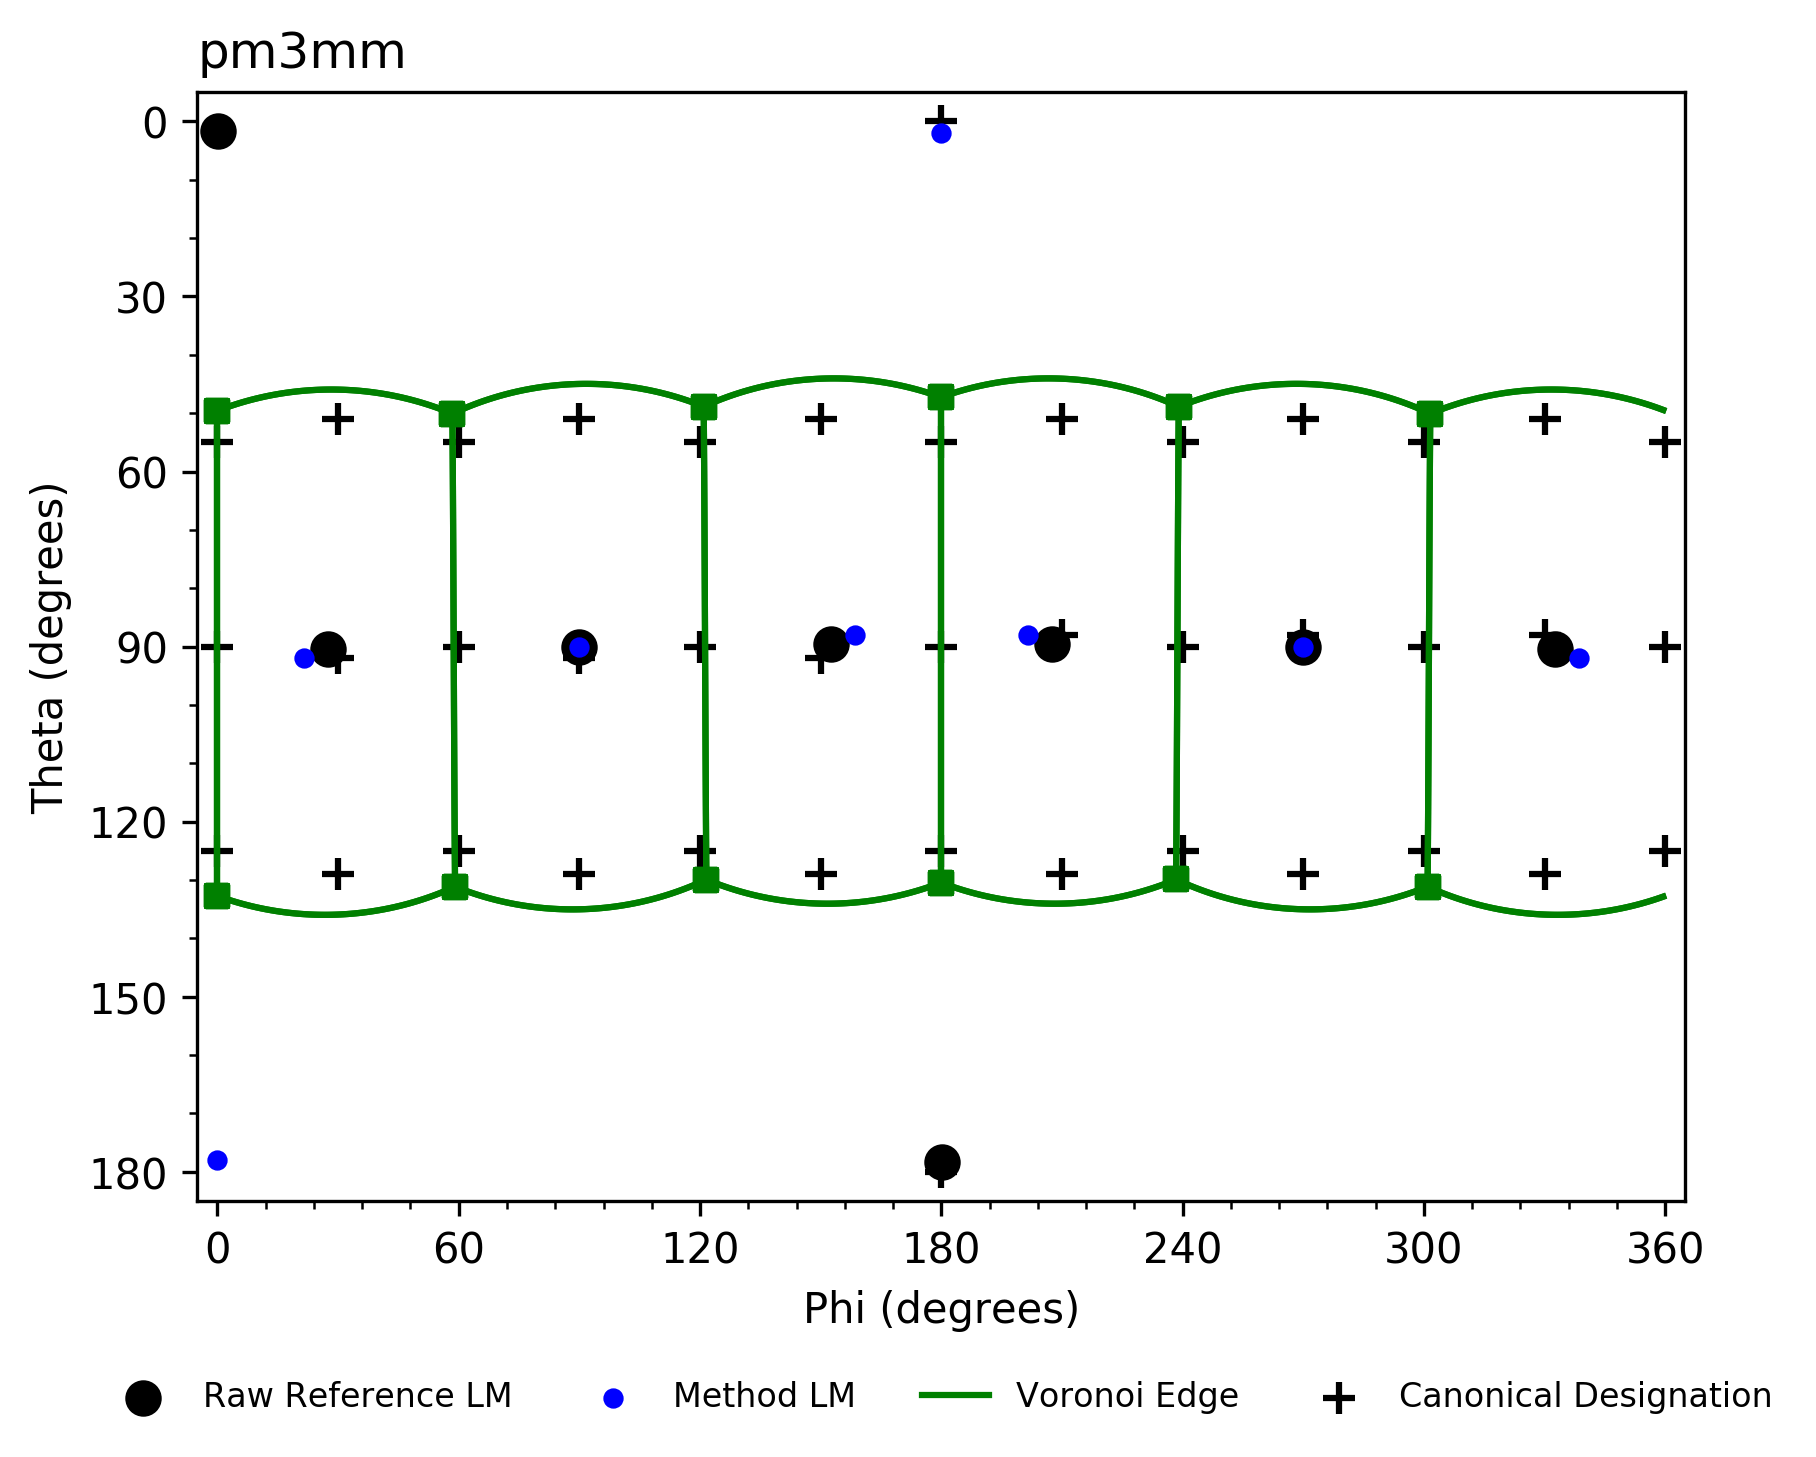 pm3mm
0
30
60
90
120
150
180
Theta (degrees)
0 60 120 180 240 300 360
Phi (degrees)
Raw Reference LM Method LM Voronoi Edge Canonical Designation